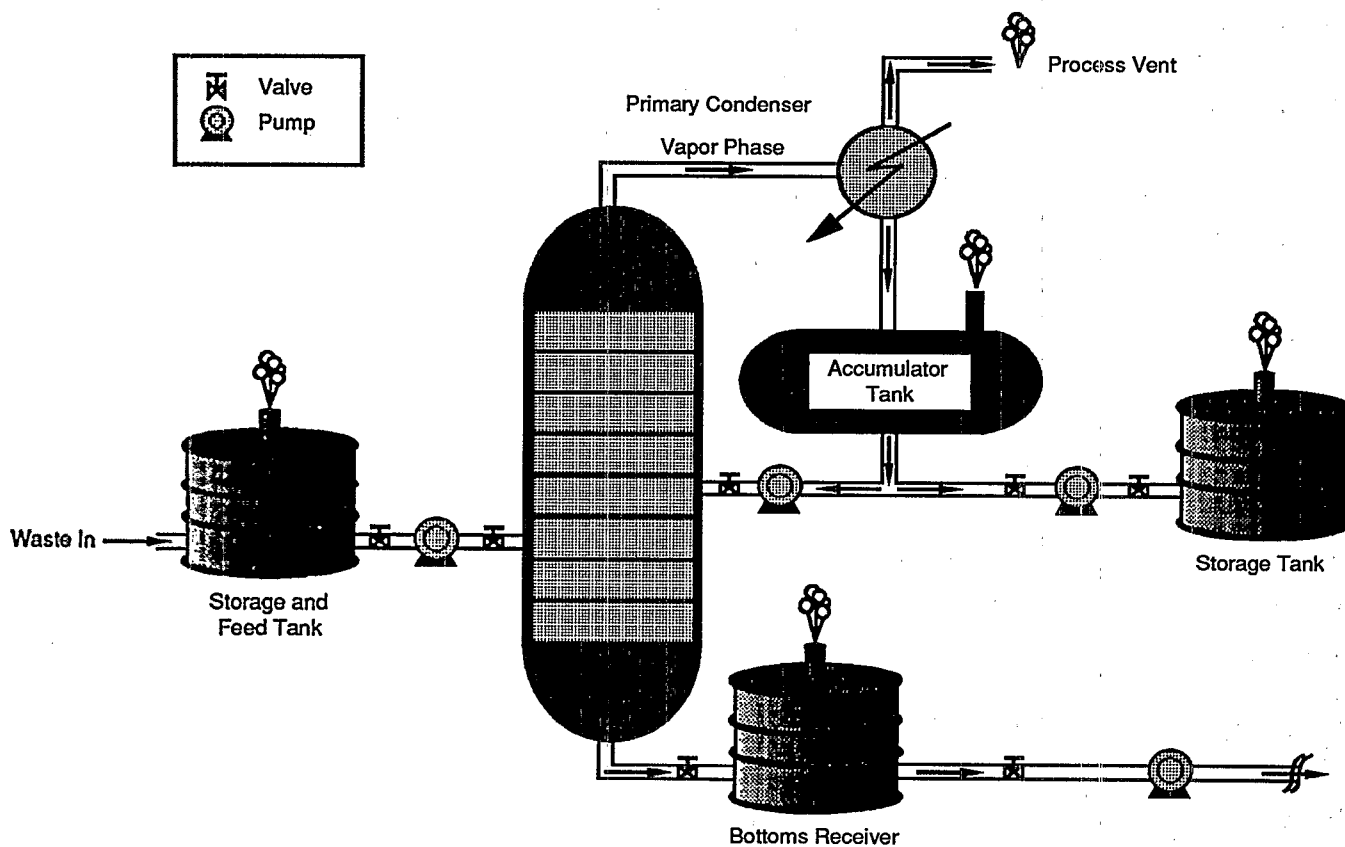 Valve
Pump
Process Vent
Primary Condenser
Vapor Phase
Accumulator
Tank
Waste In
Storage and
Feed Tank
Storage Tank
Bottoms Receiver